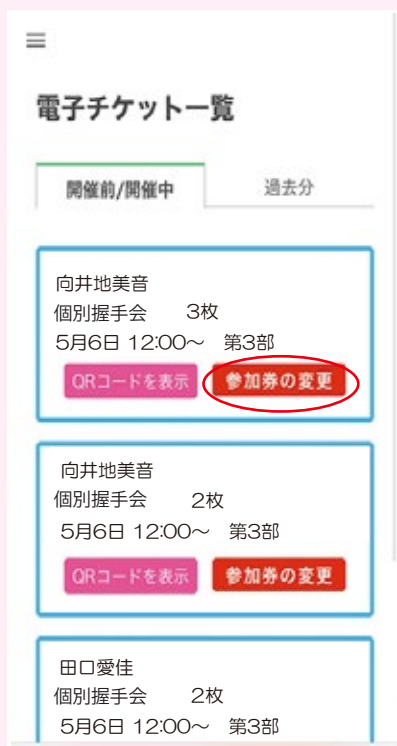 電子チケット一覧
開催前/開催中 過去分
向井地美音
個別握手会 3枚
5月6日 12:00～ 第3部
QRコードを表示 参加券の変更
向井地美音
個別握手会 2枚
5月6日 12:00～ 第3部
QRコードを表示 参加券の変更
田口愛佳
個別握手会 2枚
5月6日 12:00～ 第3部